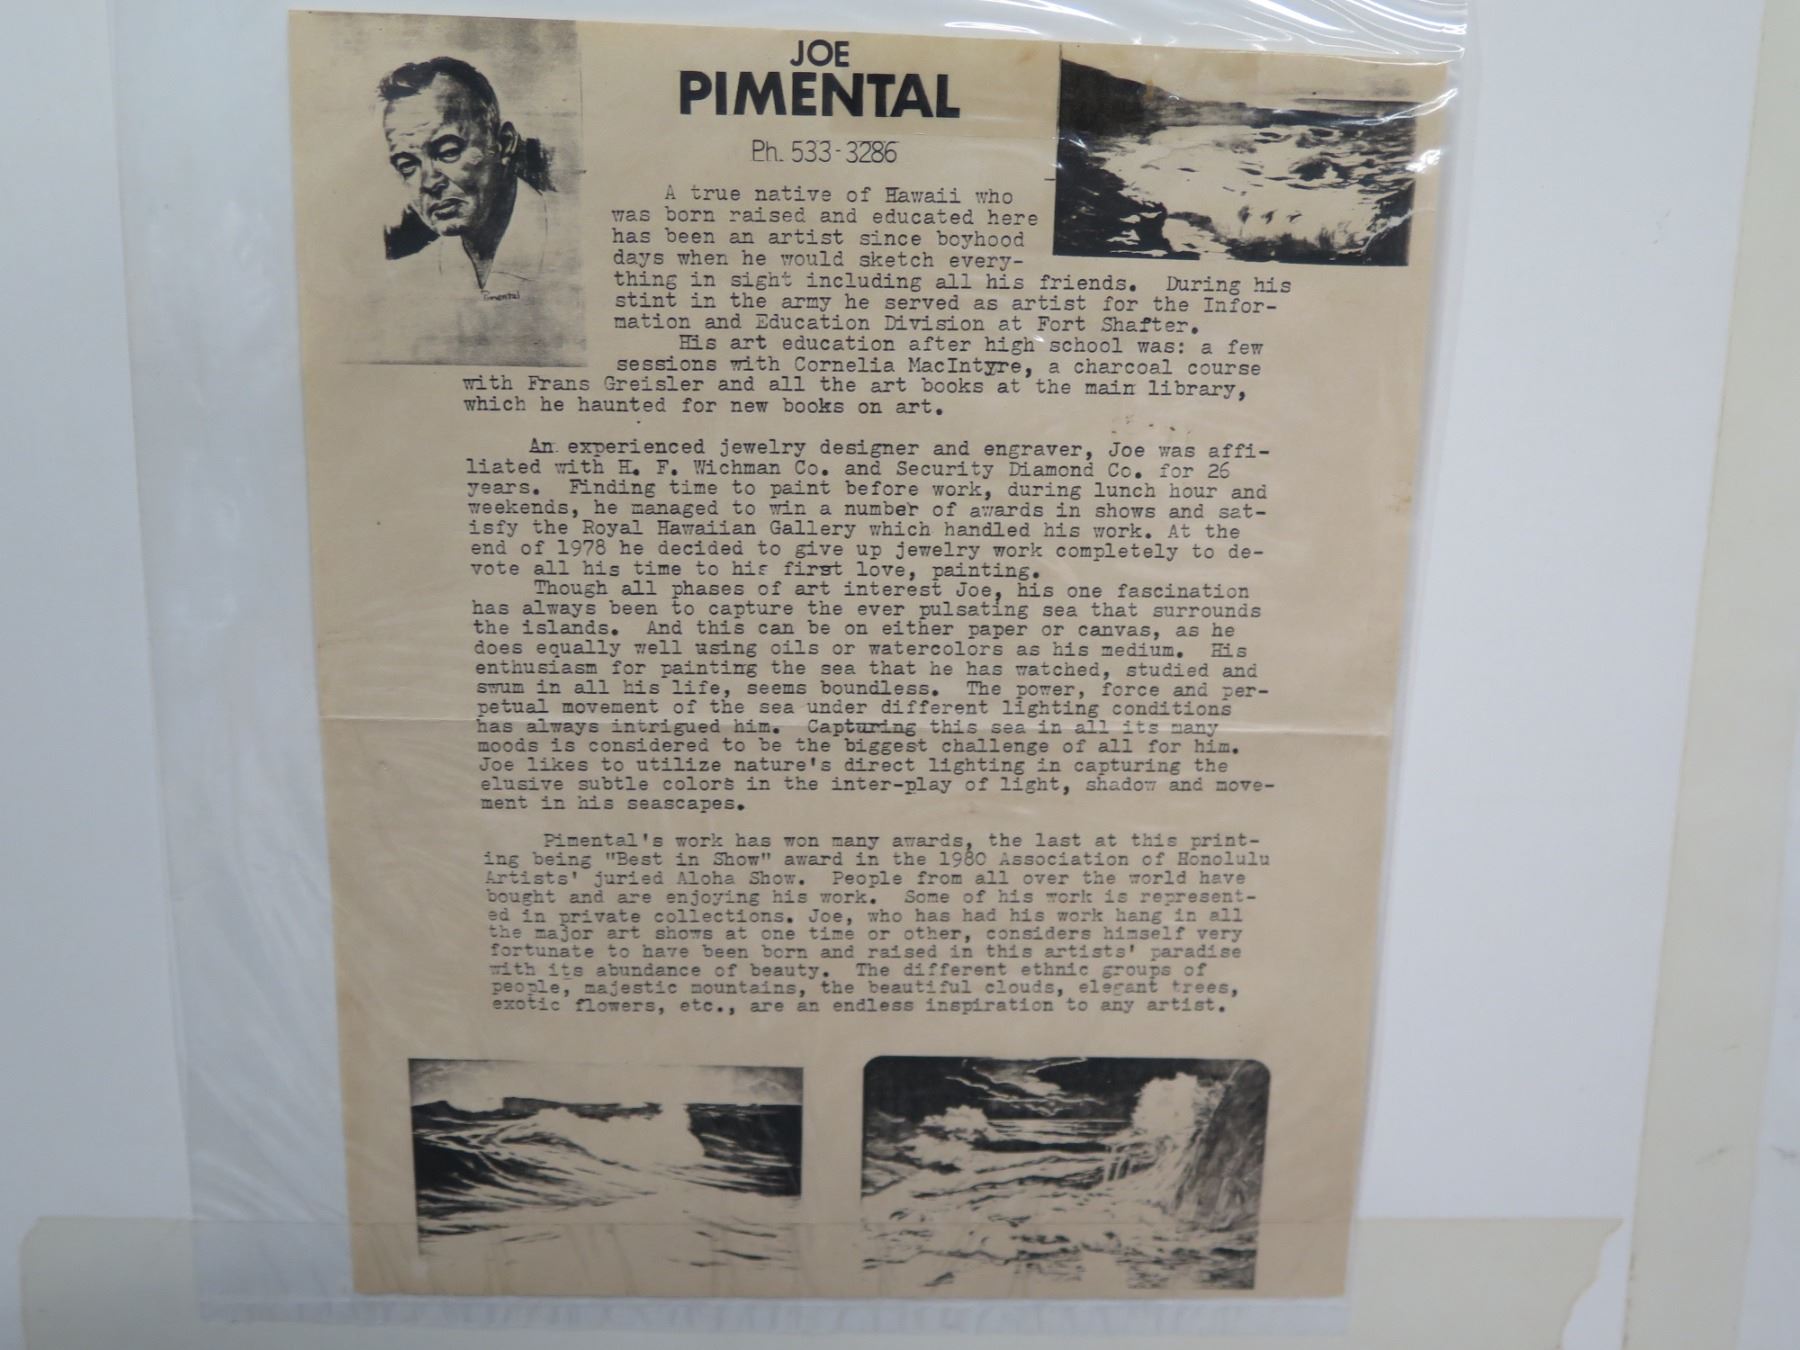 JOE
PIMENTAL
Ph. 533-3286
Pimental
A true native of Hawaii who
was born raised and educated here
has been an artist since boyhood
days when he would sketch every-
thing in sight including all his friends. During his
stint in the army he served as artist for the Infor-
mation and Education Division at Fort Shafter.
His art education after high school was: a few
sessions with Cornelia MacIntyre, a charcoal course
with Frans Greisler and all the art books at the main library,
which he haunted for new books on art.
An experienced jewelry designer and engraver, Joe was affi-
liated with H. F. Wichman Co. and Security Diamond Co. for 26
years. Finding time to paint before work, during lunch hour and
weekends, he managed to win a number of awards in shows and sat-
isfy the Royal Hawaiian Gallery which handled his work. At the
end of 1978 he decided to give up jewelry work completely to de-
vote all his time to his first love, painting.
Though all phases of art interest Joe, his one fascination
has always been to capture the ever pulsating sea that surrounds
the islands. And this can be on either paper or canvas, as he
does equally well using oils or watercolors as his medium. His
enthusiasm for painting the sea that he has watched, studied and
swum in all his life, seems boundless. The power, force and per-
petual movement of the sea under different lighting conditions
has always intrigued him. Capturing this sea in all its many
moods is considered to be the biggest challenge of all for him.
Joe likes to utilize nature's direct lighting in capturing the
elusive subtle colors in the inter-play of light, shadow and move-
ment in his seascapes.
Pimental's work has won many awards, the last at this print-
ing being "Best in Show" award in the 1980 Association of Honolulu
Artists' juried Aloha Show. People from all over the world have
bought and are enjoying his work. Some of his work is represent-
ed in private collections. Joe, who has had his work hang in all
the major art shows at one time or other, considers himself very
fortunate to have been born and raised in this artists' paradise
with its abundance of beauty. The different ethnic groups of
people, majestic mountains, the beautiful clouds, elegant trees,
exotic flowers, etc., are an endless inspiration to any artist.